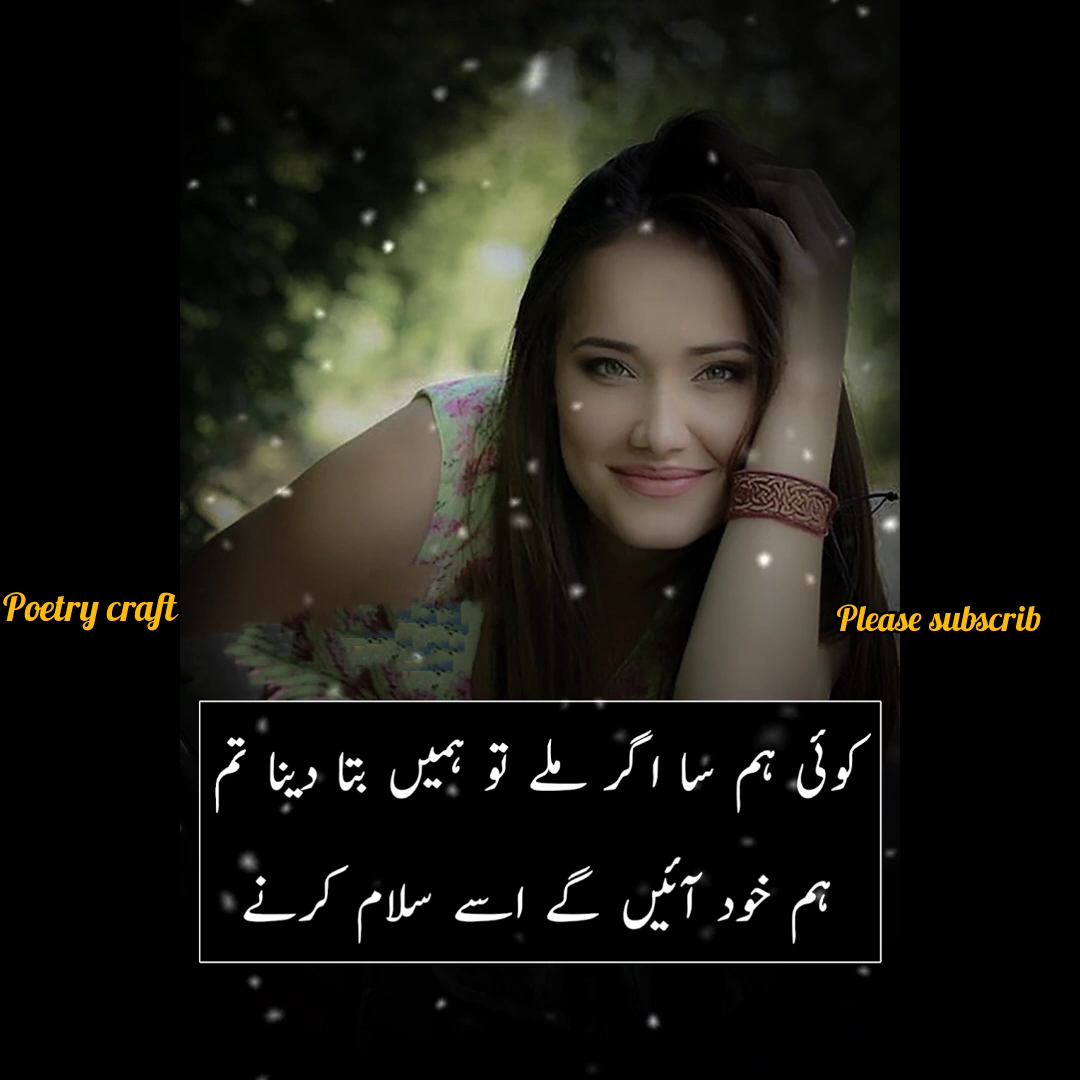 Poetry craft
Please subscrib
کوئی ہم سا اگر ملے تو ہمیں بتا دینا تم
ہم خود آئیں گے اسے سلام کرنے